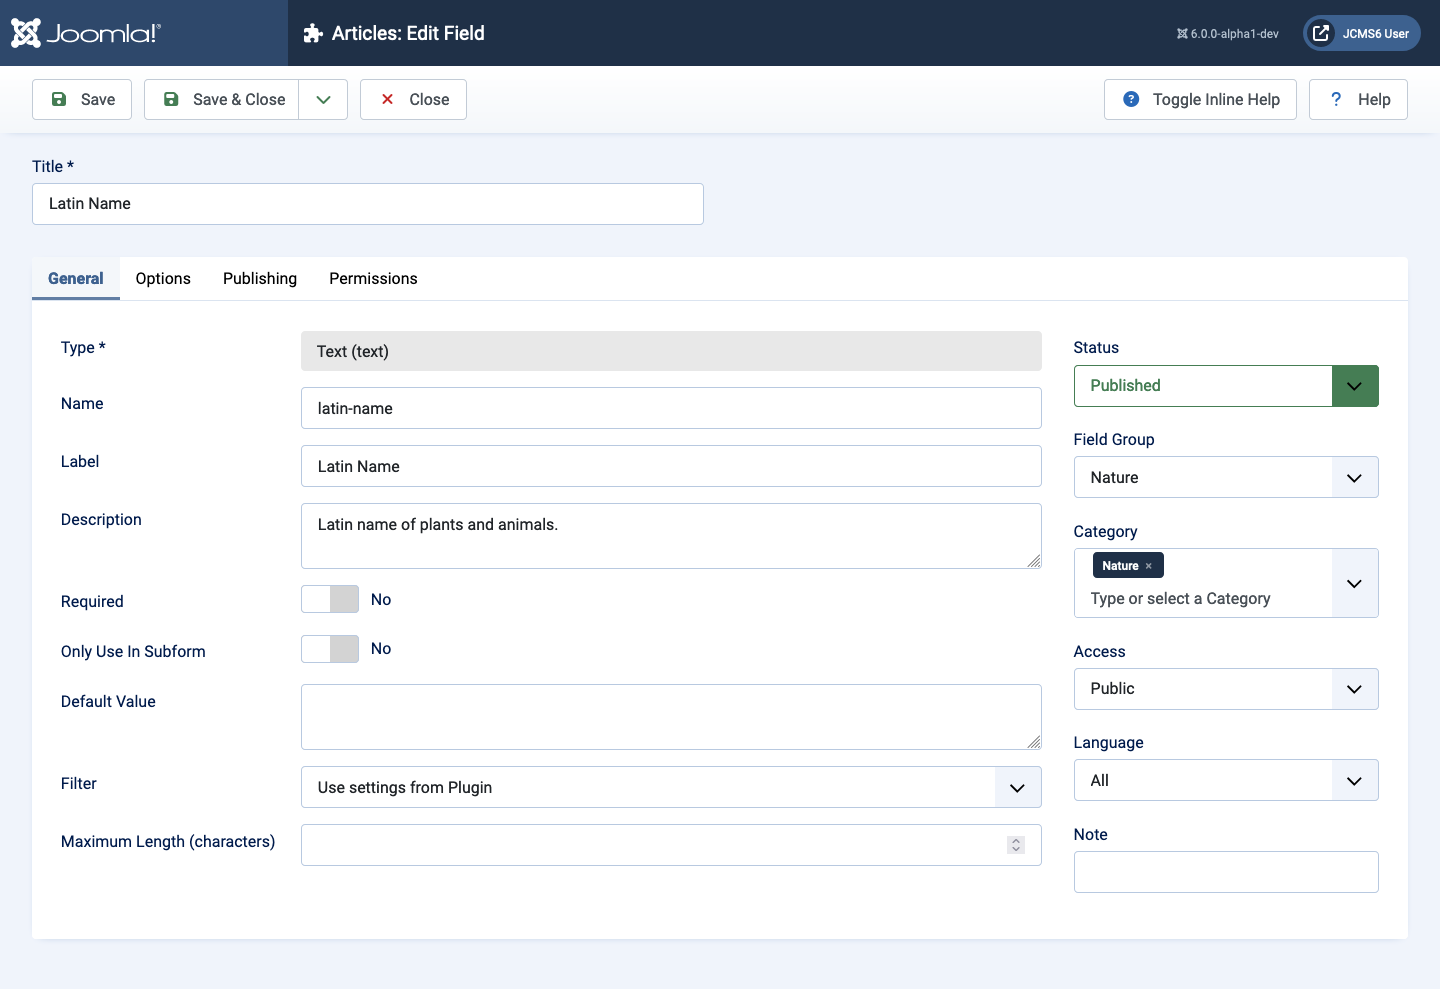 Joomla!®
Articles: Edit Field
6.0.0-alpha1-dev
JCMS6 User
Save
Save & Close
Close
Toggle Inline Help
? Help
Title *
Latin Name
General Options Publishing Permissions
Type *
Text (text)
Name
latin-name
Label
Latin Name
Description
Latin name of plants and animals.
Required
No
Only Use In Subform
No
Default Value
Filter
Use settings from Plugin
Maximum Length (characters)
Status
Published
Field Group
Nature
Category
Nature ×
Type or select a Category
Access
Public
Language
All
Note